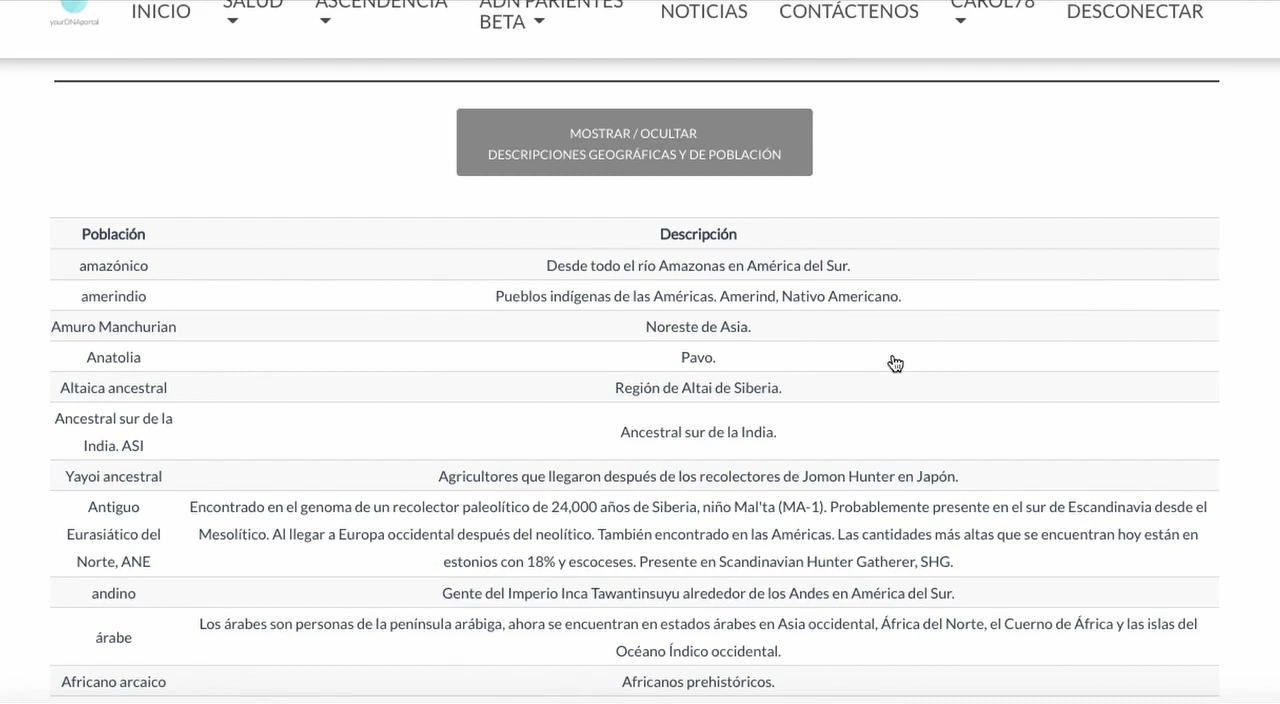 yourDNAportal
INICIO
SALUD
ASCENDENCIA
ADN PARIENTES
BETA
NOTICIAS
CONTÁCTENOS
CAROL78
DESCONECTAR
MOSTRAR / OCULTAR
DESCRIPCIONES GEOGRÁFICAS Y DE POBLACIÓN
Población Descripción
amazónico Desde todo el río Amazonas en América del Sur.
amerindio Pueblos indígenas de las Américas. Amerind, Nativo Americano.
Amuro Manchurian Noreste de Asia.
Anatolia Pavo.
Altaica ancestral Región de Altai de Siberia.
Ancestral sur de la
India. ASI
Ancestral sur de la India.
Yayoi ancestral Agricultores que llegaron después de los recolectores de Jomon Hunter en Japón.
Antiguo
Eurasiático del
Norte, ANE
Encontrado en el genoma de un recolector paleolítico de 24,000 años de Siberia, niño Mal'ta (MA-1). Probablemente presente en el sur de Escandinavia desde el
Mesolítico. Al llegar a Europa occidental después del neolítico. También encontrado en las Américas. Las cantidades más altas que se encuentran hoy están en
estonios con 18% y escoceses. Presente en Scandinavian Hunter Gatherer, SHG.
andino Gente del Imperio Inca Tawantinsuyu alrededor de los Andes en América del Sur.
árabe
Los árabes son personas de la península arábiga, ahora se encuentran en estados árabes en Asia occidental, África del Norte, el Cuerno de África y las islas del
Océano Índico occidental.
Africano arcaico Africanos prehistóricos.